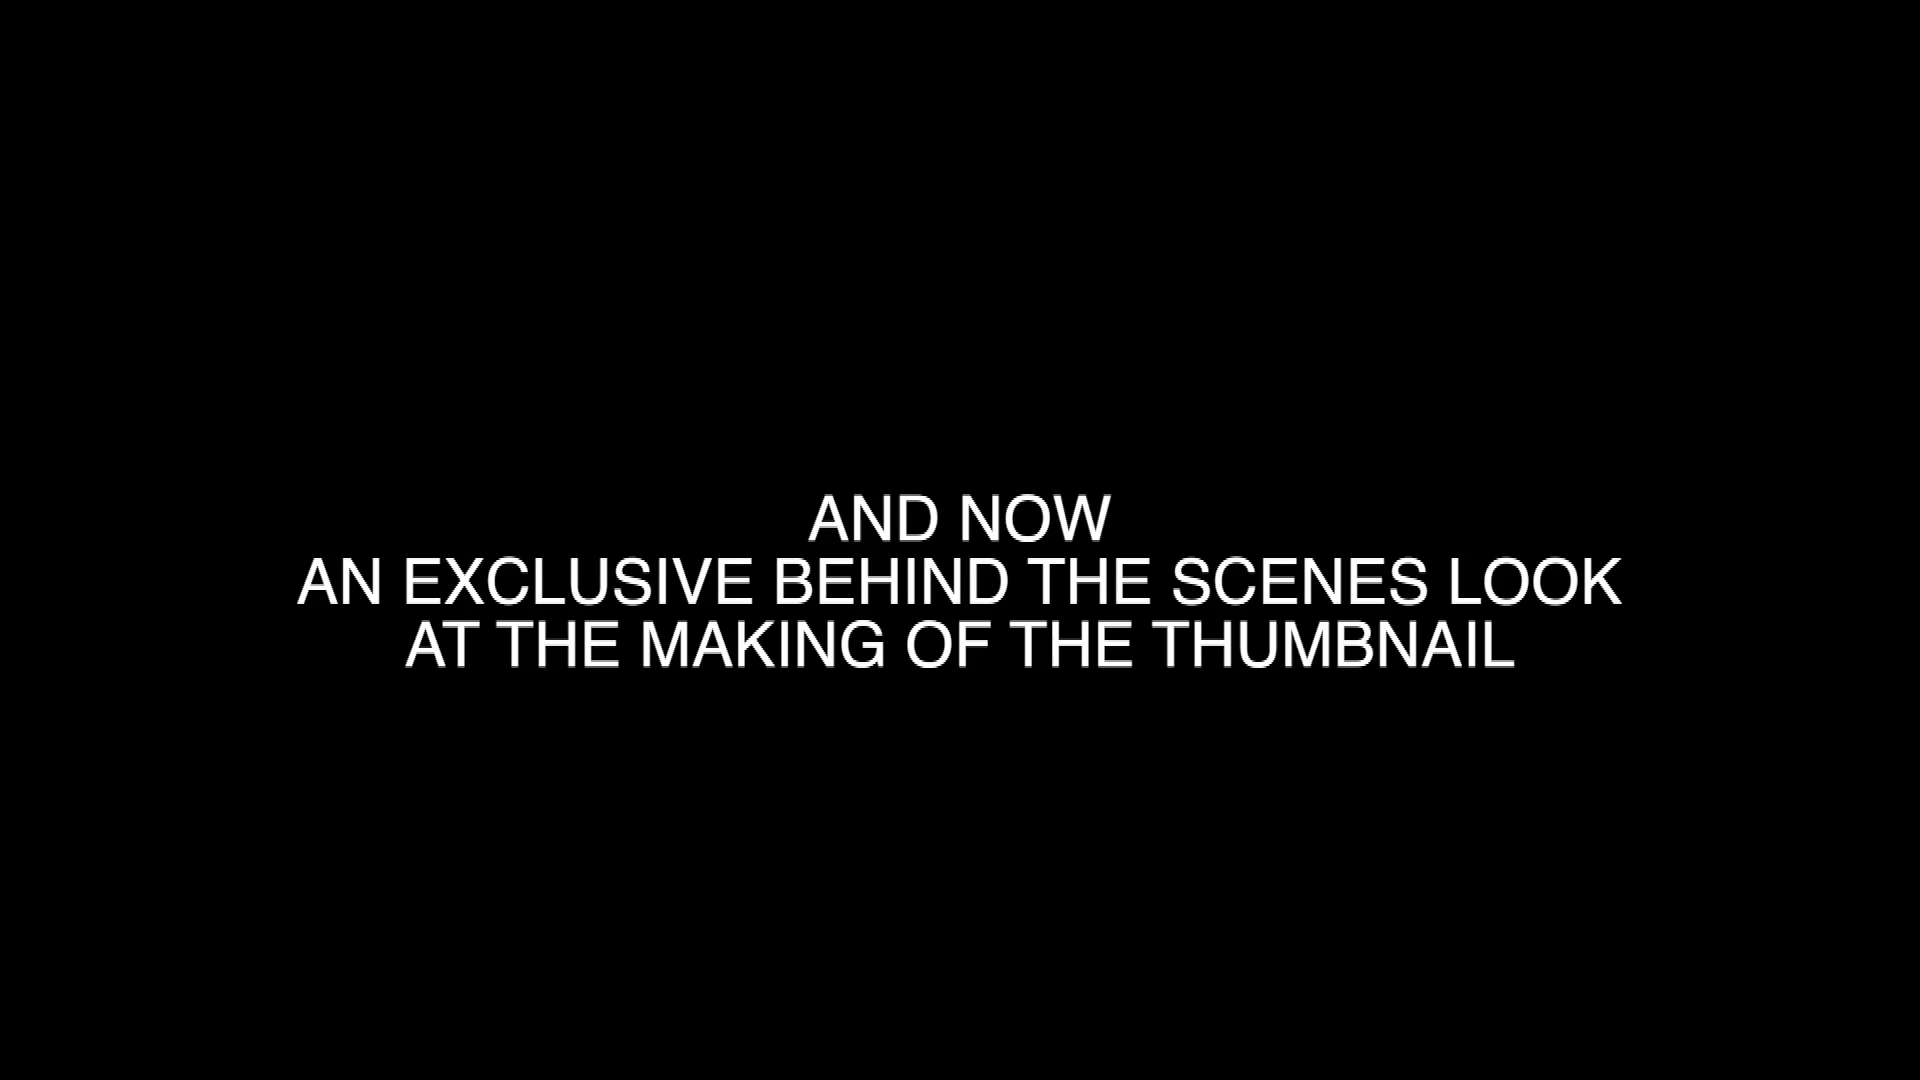 AND NOW
AN EXCLUSIVE BEHIND THE SCENES LOOK
AT THE MAKING OF THE THUMBNAIL